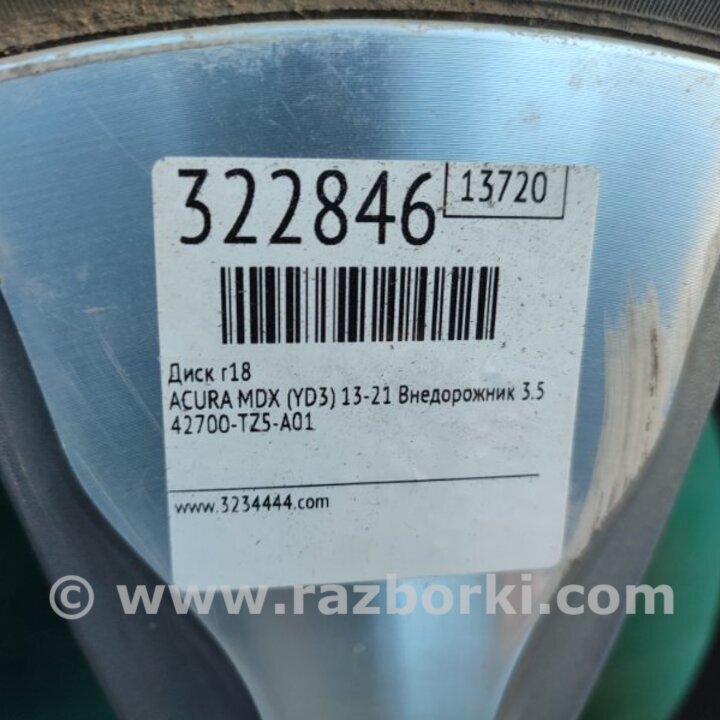 322846
13720
Диск r18
ACURA MDX (YD3) 13-21 Внедорожник 3.5
42700-TZ5-A01
www.3234444.com
© www.razborki.com